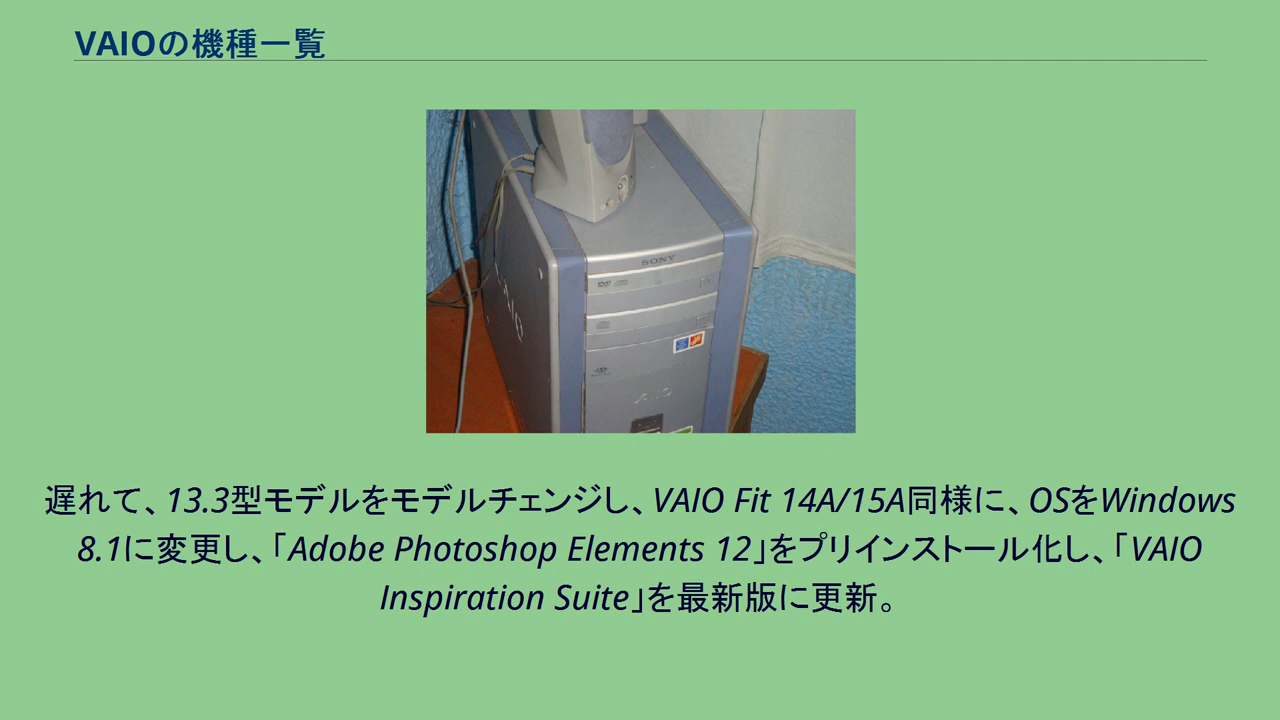 VAIOの機種一覧
SONY
DVD
VAIO
VAIO
遅れて、13.3型モデルをモデルチェンジし、VAIO Fit 14A/15A同様に、OSをWindows
8.1に変更し、「Adobe Photoshop Elements 12」をプリインストール化し、「VAIO
Inspiration Suite」を最新版に更新。